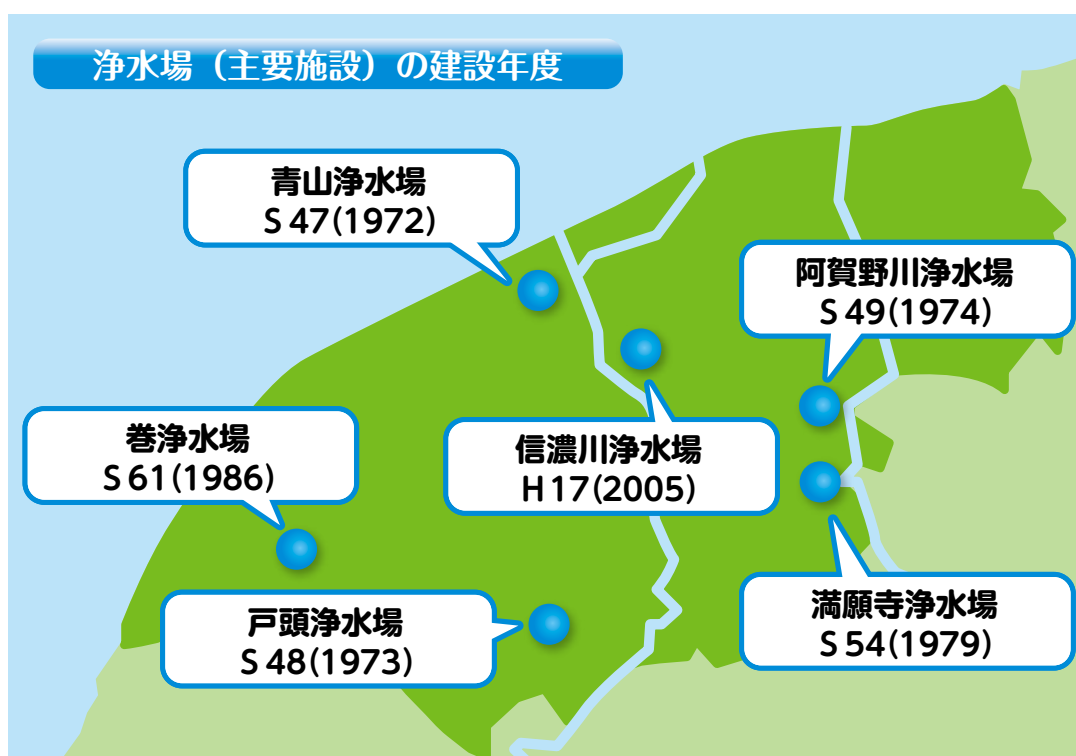 浄水場（主要施設）の建設年度
青山浄水場
S 47(1972)
阿賀野川浄水場
S 49(1974)
巻浄水場
S 61(1986)
信濃川浄水場
H 17(2005)
戸頭浄水場
S 48(1973)
満願寺浄水場
S 54(1979)